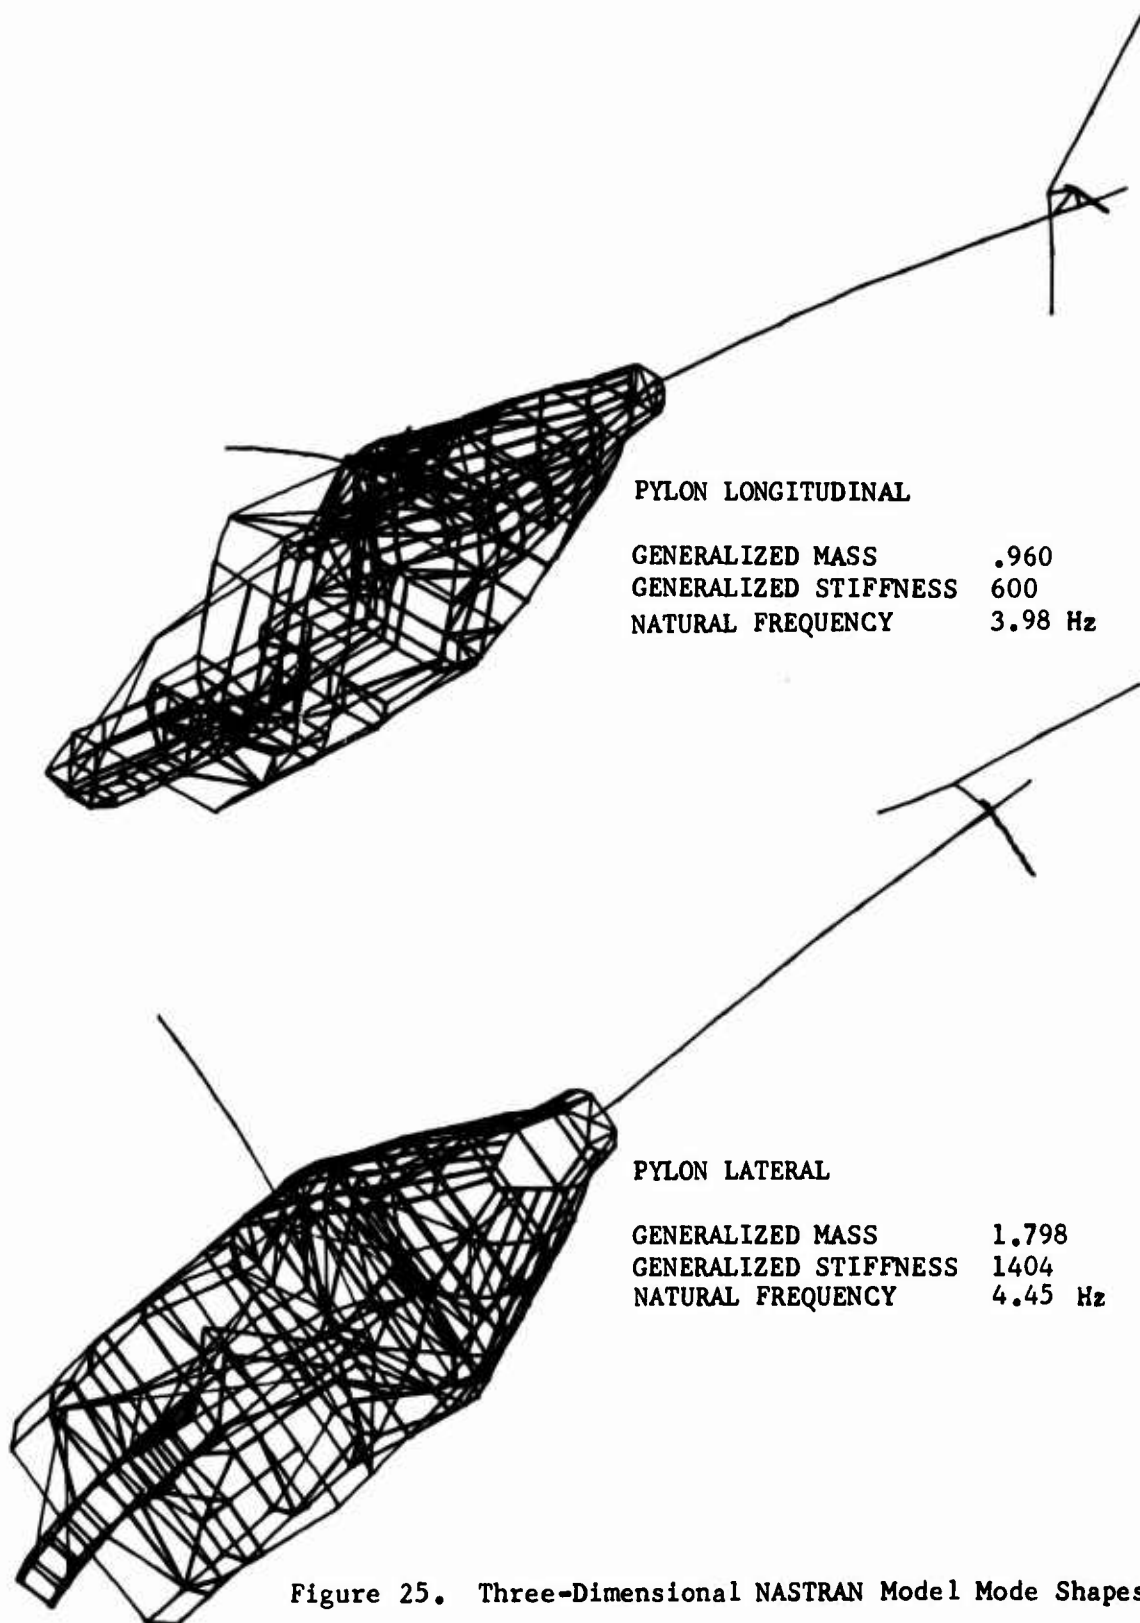 PYLON LONGITUDINAL
GENERALIZED MASS .960
GENERALIZED STIFFNESS 600
NATURAL FREQUENCY 3.98 Hz
PYLON LATERAL
GENERALIZED MASS 1.798
GENERALIZED STIFFNESS 1404
NATURAL FREQUENCY 4.45 Hz
Figure 25. Three-Dimensional NASTRAN Model Mode Shapes